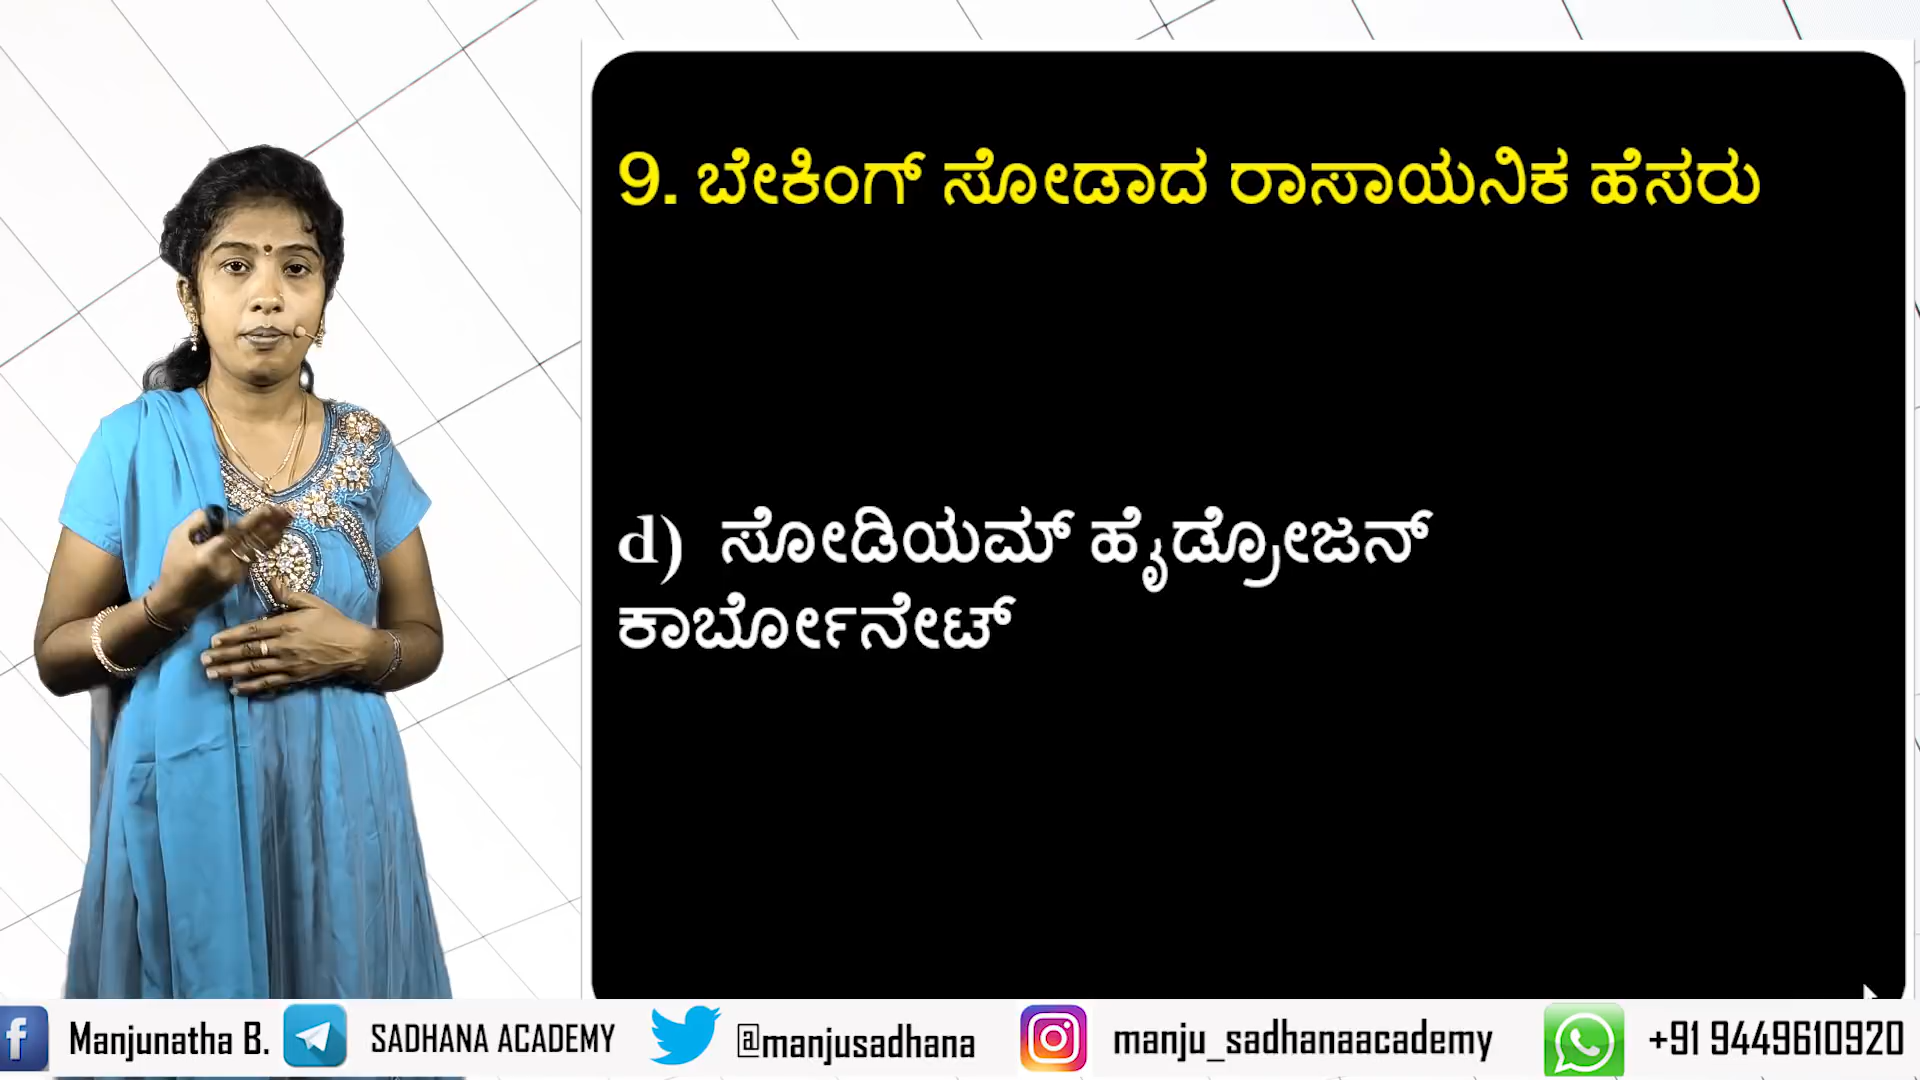 9. ಬೇಕಿಂಗ್ ಸೋಡಾದ ರಾಸಾಯನಿಕ ಹೆಸರು
d) ಸೋಡಿಯಮ್ ಹೈಡ್ರೋಜನ್
ಕಾರ್ಬೋನೇಟ್
Manjunatha B. SADHANA ACADEMY @manjusadhana manju_sadhanaacademy +91 9449610920